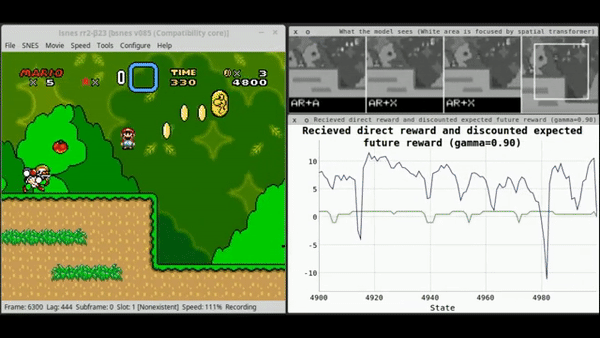 lsnes rr2-β23 [bsnes v085 (Compatibility core)]
File SNES Movie Speed Tools Configure Help
MARIO
x 5
x
0
TIME
330
x 3
4800
Frame: 6300 Lag: 444 Subframe: 0 Slot: 1 [Nonexistent] Speed: 111% Recording
x o What the model sees (White area is focused by spatial transformer)
AR+A
AR+X
AR+X
x o Recieved direct reward and discounted expected future reward (gamma=0.90)
Recieved direct reward and discounted expected
future reward (gamma=0.90)
10
5
0
-5
-10
0
4900 4920 4940 4960 4980
State